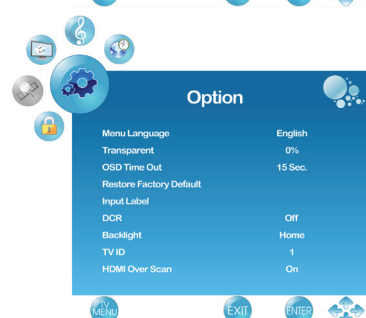 Option
Menu Language English
Transparent 0%
OSD Time Out 15 Sec.
Restore Factory Default
Input Label
DCR Off
Backlight Home
TV ID 1
HDMI Over Scan On
TV MENU EXIT ENTER